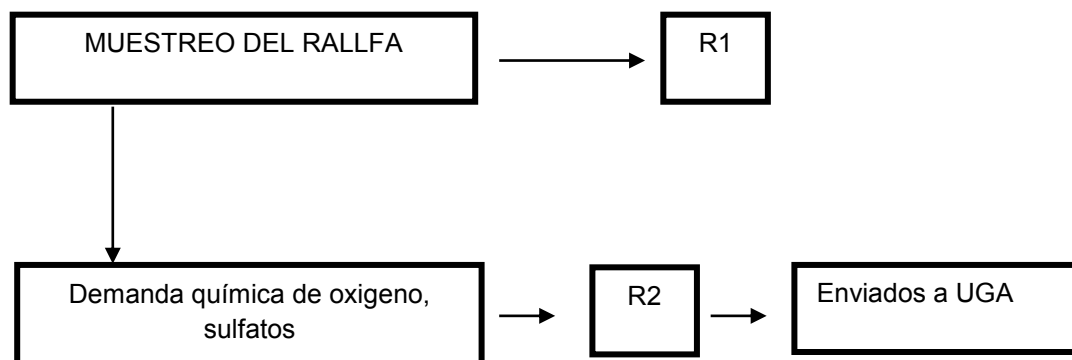 MUESTREO DEL RALLFA
R1
Demanda química de oxigeno,
sulfatos
R2
Enviados a UGA